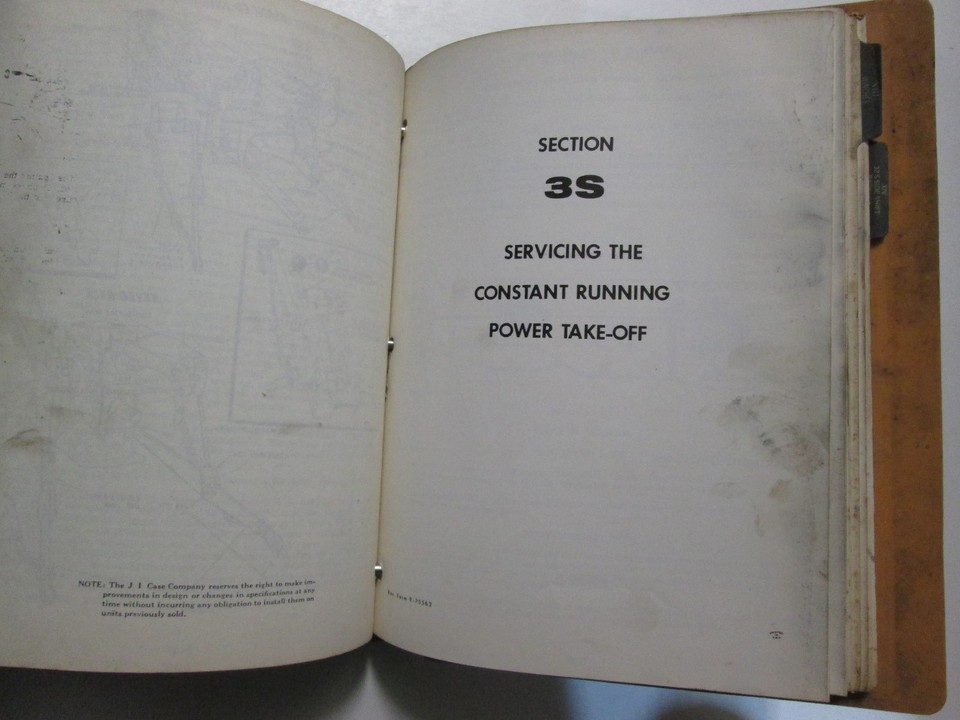 NOTE: The J I Case Company reserves the right to make im-
provements in design or changes in specifications at any
time without incurring any obligation to install them on
units previously sold.
SECTION
3S
SERVICING THE
CONSTANT RUNNING
POWER TAKE-OFF